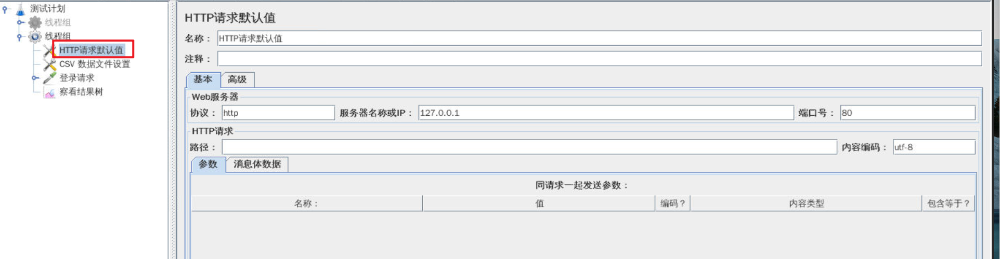 测试计划
线程组
线程组
HTTP请求默认值
CSV 数据文件设置
登录请求
察看结果树
HTTP请求默认值
名称： HTTP请求默认值
注释：
基本 高级
Web服务器
协议： http 服务器名称或IP： 127.0.0.1 端口号： 80
HTTP请求
路径： 内容编码： utf-8
参数 消息体数据
同请求一起发送参数：
名称： 值 编码？ 内容类型 包含等于？